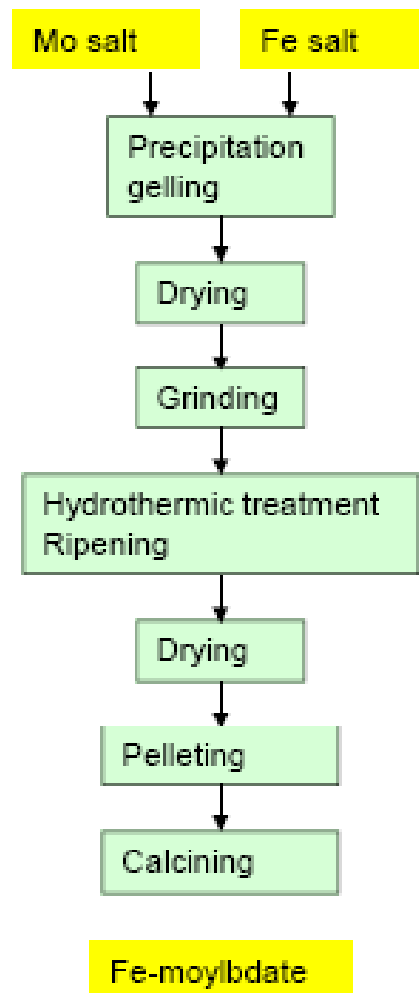 Mo salt
Fe salt
Precipitation
gelling
Drying
Grinding
Hydrothermic treatment
Ripening
Drying
Pelleting
Calcining
Fe-moylbdate